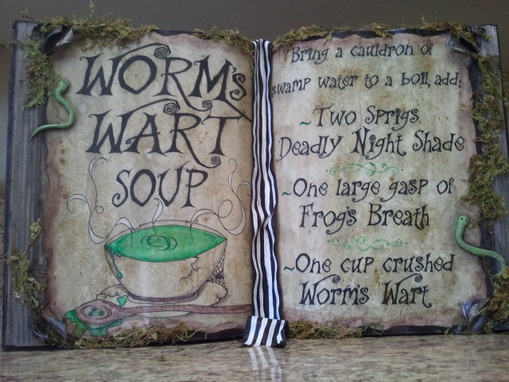 WORM's
WART
SOUP
Bring a cauldron of
swamp water to a boil, add:
~Two Sprigs
Deadly Night Shade
~One large gasp of
Frog's Breath
~One cup crushed
Worm's Wart